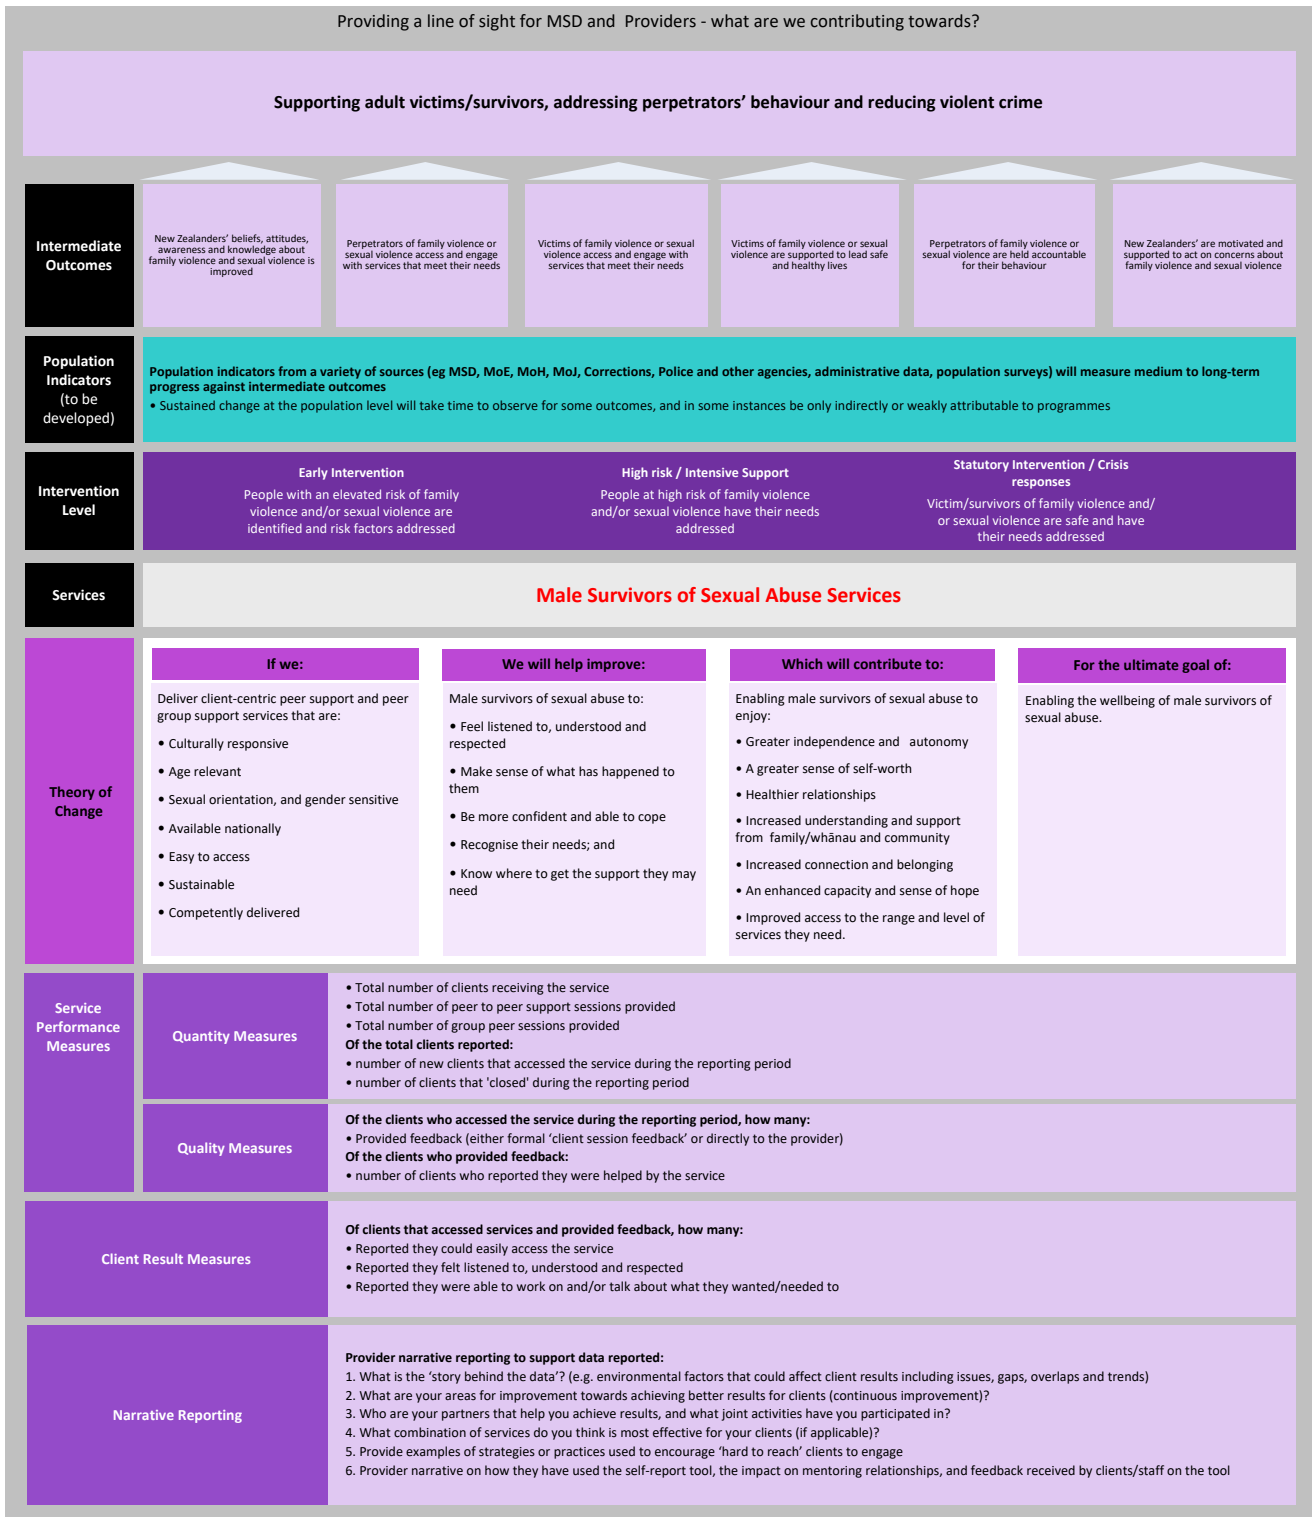 Providing a line of sight for MSD and  Providers - what are we contributing towards?
Supporting adult victims/survivors, addressing perpetrators’ behaviour and reducing violent crime
Intermediate
Outcomes
New Zealanders’ beliefs, attitudes,
awareness and knowledge about
family violence and sexual violence is
improved
Perpetrators of family violence or
sexual violence access and engage
with services that meet their needs
Victims of family violence or sexual
violence access and engage with
services that meet their needs
Victims of family violence or sexual
violence are supported to lead safe
and healthy lives
Perpetrators of family violence or
sexual violence are held accountable
for their behaviour
New Zealanders’ are motivated and
supported to act on concerns about
family violence and sexual violence
Population
Indicators
(to be
developed)
Population indicators from a variety of sources (eg MSD, MoE, MoH, MoJ, Corrections, Police and other agencies, administrative data, population surveys) will measure medium to long-term
progress against intermediate outcomes
• Sustained change at the population level will take time to observe for some outcomes, and in some instances be only indirectly or weakly attributable to programmes
Intervention
Level
Early Intervention
People with an elevated risk of family
violence and/or sexual violence are
identified and risk factors addressed
High risk / Intensive Support
People at high risk of family violence
and/or sexual violence have their needs
addressed
Statutory Intervention / Crisis
responses
Victim/survivors of family violence and/
or sexual violence are safe and have
their needs addressed
Services
Male Survivors of Sexual Abuse Services
Theory of
Change
If we:
Deliver client-centric peer support and peer
group support services that are:
• Culturally responsive
• Age relevant
• Sexual orientation, and gender sensitive
• Available nationally
• Easy to access
• Sustainable
• Competently delivered
We will help improve:
Male survivors of sexual abuse to:
• Feel listened to, understood and
respected
• Make sense of what has happened to
them
• Be more confident and able to cope
• Recognise their needs; and
• Know where to get the support they may
need
Which will contribute to:
Enabling male survivors of sexual abuse to
enjoy:
• Greater independence and  autonomy
• A greater sense of self-worth
• Healthier relationships
• Increased understanding and support
from  family/whānau and community
• Increased connection and belonging
• An enhanced capacity and sense of hope
• Improved access to the range and level of
services they need.
For the ultimate goal of:
Enabling the wellbeing of male survivors of
sexual abuse.
Service
Performance
Measures
Quantity Measures
• Total number of clients receiving the service
• Total number of peer to peer support sessions provided
• Total number of group peer sessions provided
Of the total clients reported:
• number of new clients that accessed the service during the reporting period
• number of clients that 'closed' during the reporting period
Quality Measures
Of the clients who accessed the service during the reporting period, how many:
• Provided feedback (either formal ‘client session feedback’ or directly to the provider)
Of the clients who provided feedback:
• number of clients who reported they were helped by the service
Client Result Measures
Of clients that accessed services and provided feedback, how many:
• Reported they could easily access the service
• Reported they felt listened to, understood and respected
• Reported they were able to work on and/or talk about what they wanted/needed to
Narrative Reporting
Provider narrative reporting to support data reported:
1. What is the ‘story behind the data’? (e.g. environmental factors that could affect client results including issues, gaps, overlaps and trends)
2. What are your areas for improvement towards achieving better results for clients (continuous improvement)?
3. Who are your partners that help you achieve results, and what joint activities have you participated in?
4. What combination of services do you think is most effective for your clients (if applicable)?
5. Provide examples of strategies or practices used to encourage ‘hard to reach’ clients to engage
6. Provider narrative on how they have used the self-report tool, the impact on mentoring relationships, and feedback received by clients/staff on the tool